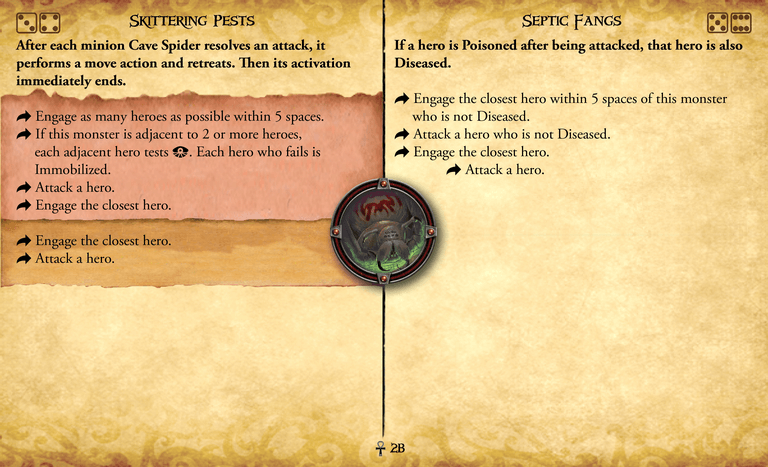 Skittering Pests
After each minion Cave Spider resolves an attack, it
performs a move action and retreats. Then its activation
immediately ends.
Engage as many heroes as possible within 5 spaces.
If this monster is adjacent to 2 or more heroes,
each adjacent hero tests . Each hero who fails is
Immobilized.
Attack a hero.
Engage the closest hero.
Engage the closest hero.
Attack a hero.
Septic Fangs
If a hero is Poisoned after being attacked, that hero is also
Diseased.
Engage the closest hero within 5 spaces of this monster
who is not Diseased.
Attack a hero who is not Diseased.
Engage the closest hero.
Attack a hero.
2B